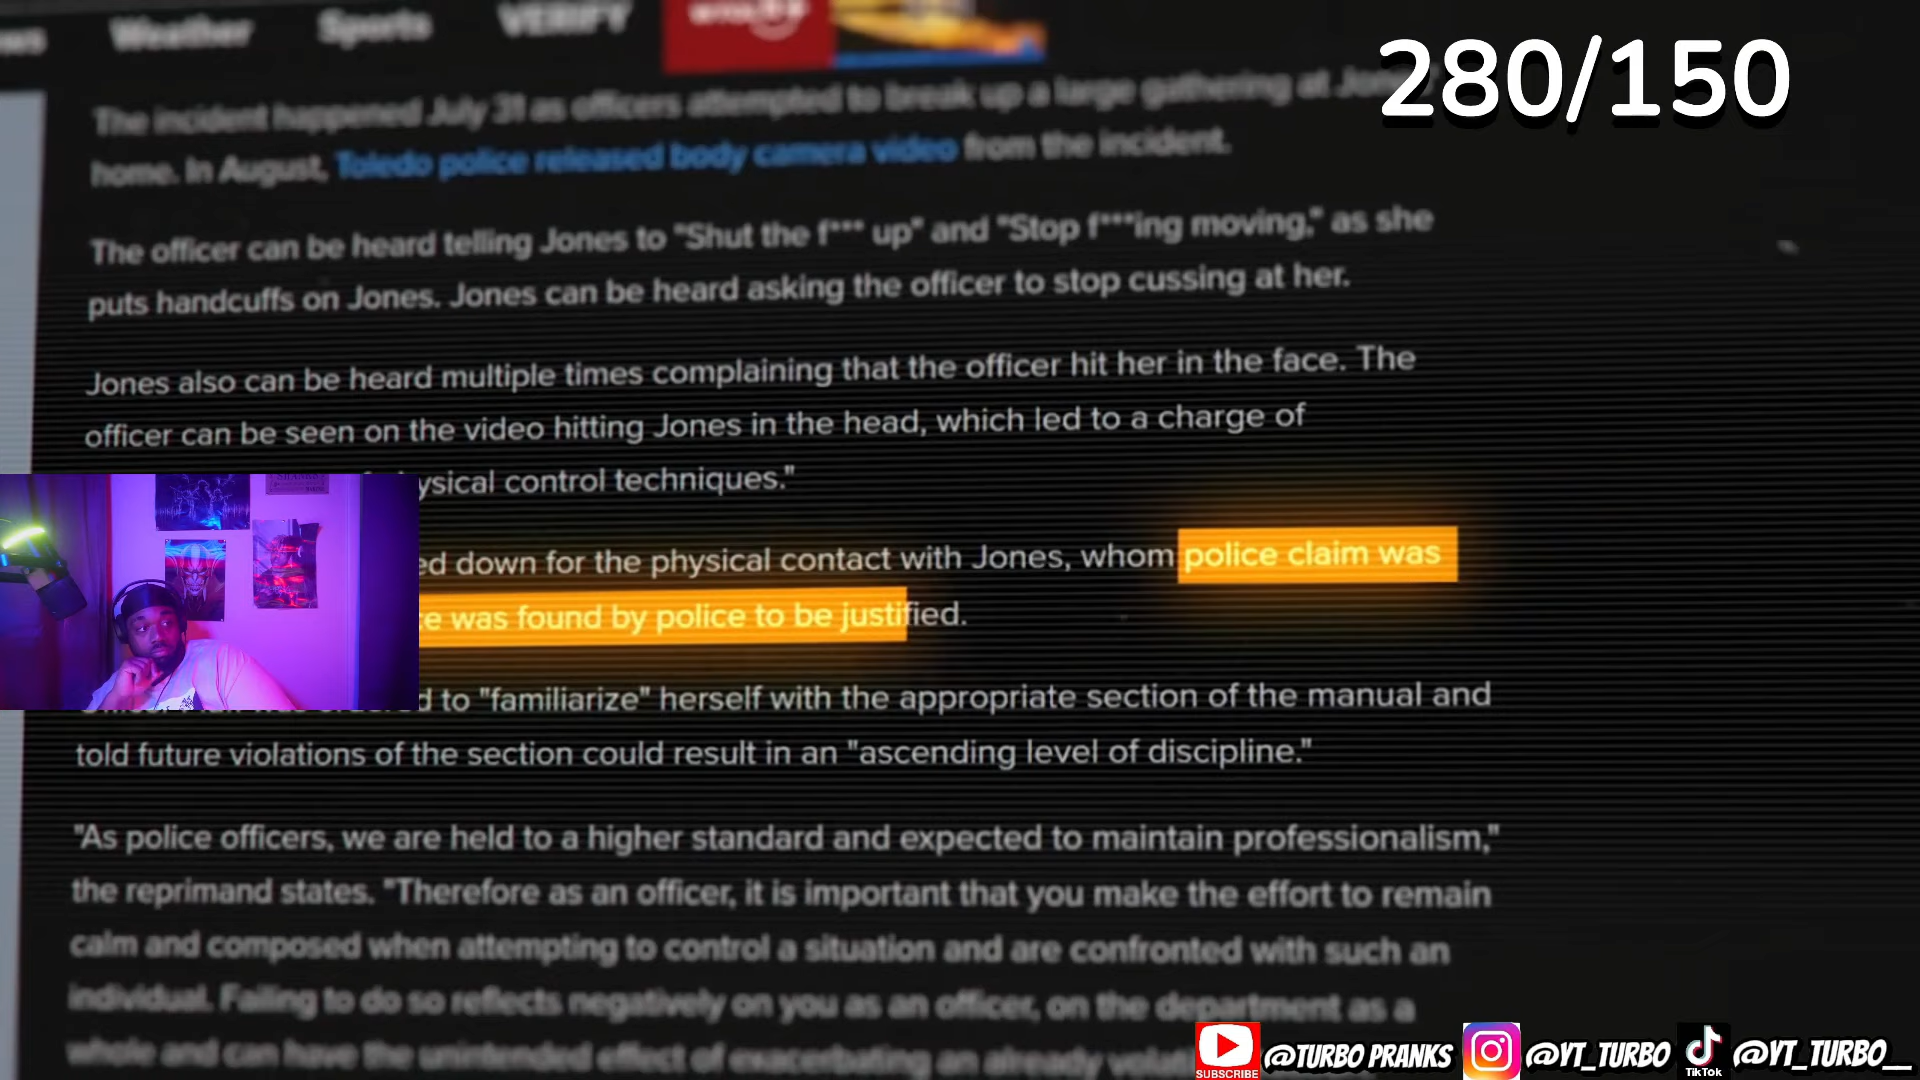 Weather Sports VERIFY
280/150
The incident happened July 31 as officers attempted to break up a large gathering at
home. In August, Toledo police released body camera video from the incident.
The officer can be heard telling Jones to "Shut the f*** up" and "Stop f***ing moving," as she
puts handcuffs on Jones. Jones can be heard asking the officer to stop cussing at her.
Jones also can be heard multiple times complaining that the officer hit her in the face. The
officer can be seen on the video hitting Jones in the head, which led to a charge of
ysical control techniques."
ed down for the physical contact with Jones, whom police claim was
e was found by police to be justified.
d to "familiarize" herself with the appropriate section of the manual and
told future violations of the section could result in an "ascending level of discipline."
"As police officers, we are held to a higher standard and expected to maintain professionalism,"
the reprimand states. "Therefore as an officer, it is important that you make the effort to remain
calm and composed when attempting to control a situation and are confronted with such an
individual. Failing to do so reflects negatively on you as an officer, on the department as a
whole and can have the unintended effect of exacerbating an already
SUBSCRIBE @TURBO PRANKS @YT_TURBO TikTok @YT_TURBO__